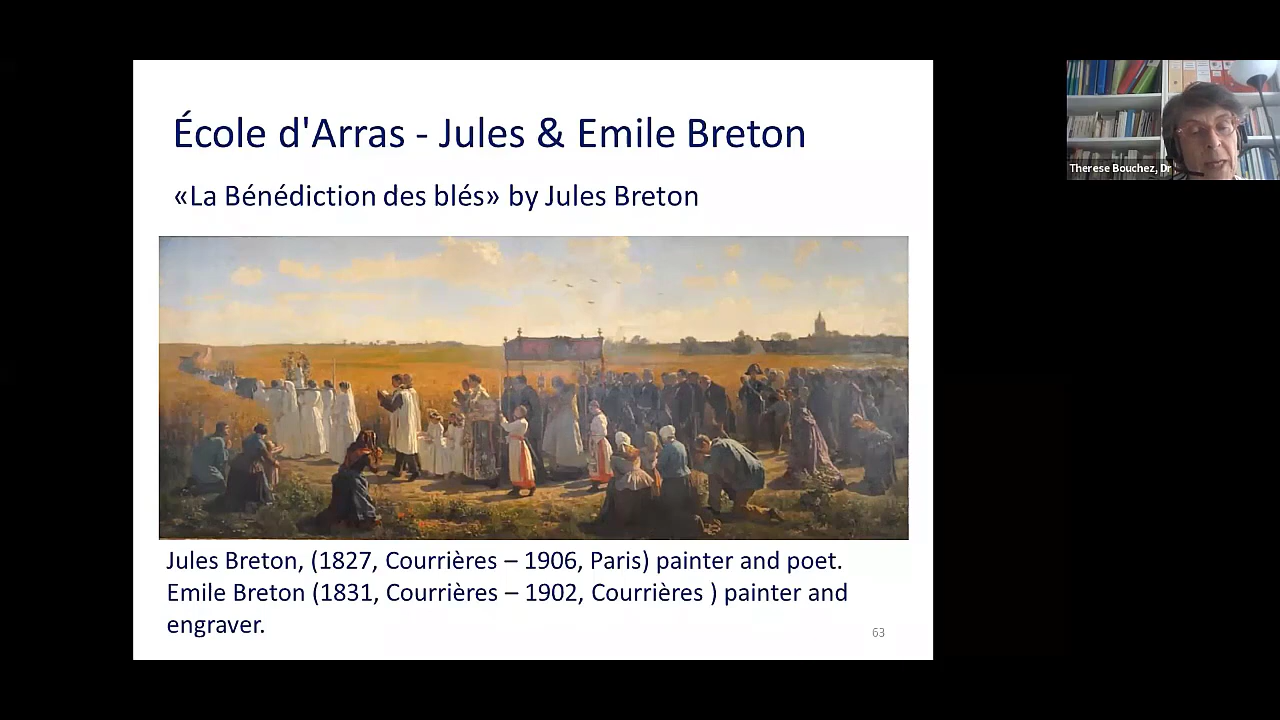 École d'Arras - Jules & Emile Breton
«La Bénédiction des blés» by Jules Breton
Jules Breton, (1827, Courrières – 1906, Paris) painter and poet.
Emile Breton (1831, Courrières – 1902, Courrières ) painter and
engraver.
63
Therese Bouchez, Dr